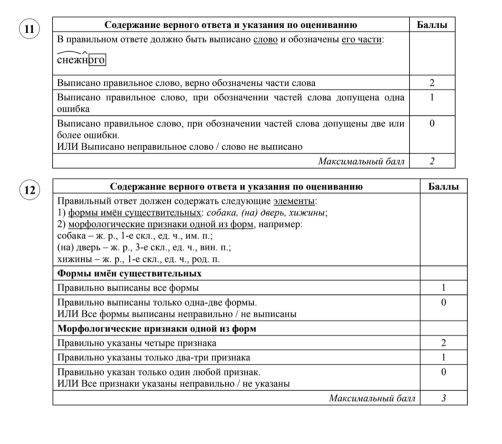 11
Содержание верного ответа и указания по оцениванию
Баллы
В правильном ответе должно быть выписано слово и обозначены его части:
снежного
Выписано правильное слово, верно обозначены части слова
2
Выписано правильное слово, при обозначении частей слова допущена одна
ошибка
1
Выписано правильное слово, при обозначении частей слова допущены две или
более ошибки.
ИЛИ Выписано неправильное слово / слово не выписано
0
Максимальный балл
2
12
Содержание верного ответа и указания по оцениванию
Баллы
Правильный ответ должен содержать следующие элементы:
1) формы имён существительных: собака, (на) дверь, хижины;
2) морфологические признаки одной из форм, например:
собака – ж. р., 1-е скл., ед. ч., им. п.;
(на) дверь – ж. р., 3-е скл., ед. ч., вин. п.;
хижины – ж. р., 1-е скл., ед. ч., род. п.
Формы имён существительных
Правильно выписаны все формы
1
Правильно выписаны только одна-две формы.
ИЛИ Все формы выписаны неправильно / не выписаны
0
Морфологические признаки одной из форм
Правильно указаны четыре признака
2
Правильно указаны только два-три признака
1
Правильно указан только один любой признак.
ИЛИ Все признаки указаны неправильно / не указаны
0
Максимальный балл
3